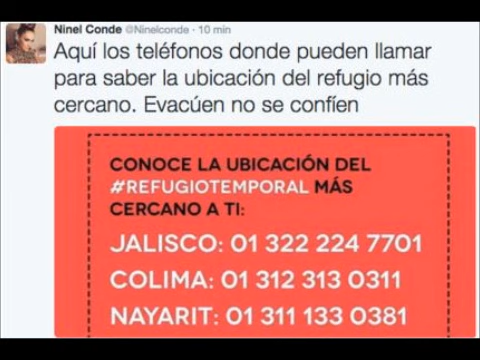 Ninel Conde @Ninelconde · 10 min
Aquí los teléfonos donde pueden llamar
para saber la ubicación del refugio más
cercano. Evacúen no se confíen
CONOCE LA UBICACIÓN DEL
#REFUGIOTEMPORAL MÁS
CERCANO A TI:
JALISCO: 01 322 224 7701
COLIMA: 01 312 313 0311
NAYARIT: 01 311 133 0381